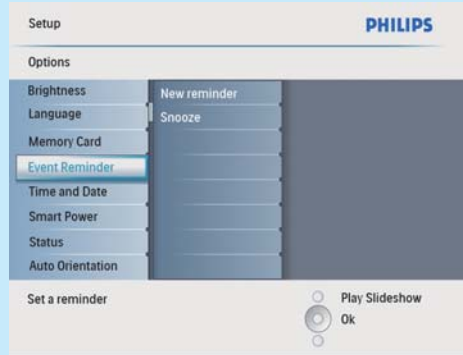 Setup
PHILIPS
Options
Brightness
New reminder
Language
Snooze
Memory Card
Event Reminder
Time and Date
Smart Power
Status
Auto Orientation
Set a reminder
Play Slideshow
Ok